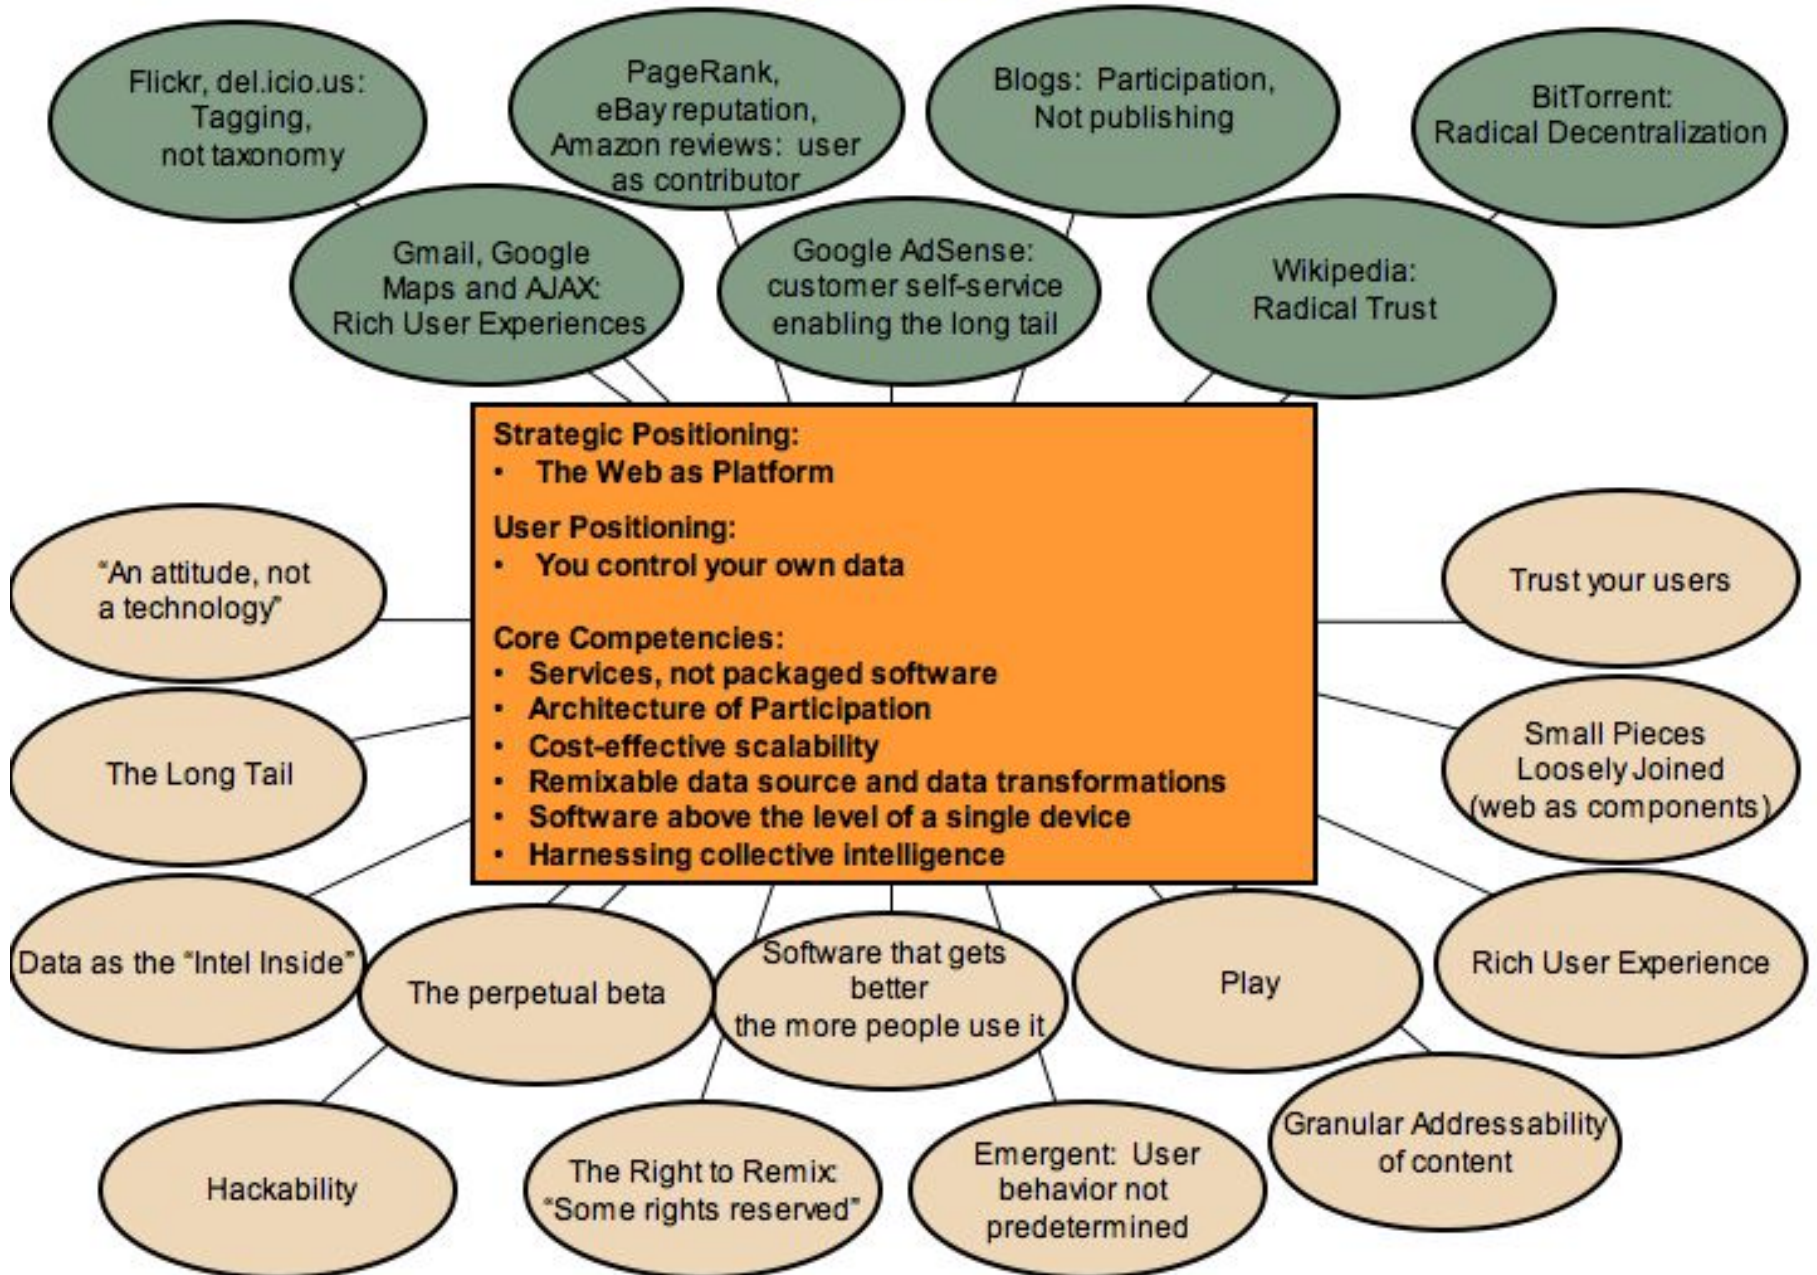 Flickr, del.icio.us:
Tagging,
not taxonomy
PageRank,
eBay reputation,
Amazon reviews: user
as contributor
Blogs: Participation,
Not publishing
BitTorrent:
Radical Decentralization
Gmail, Google
Maps and AJAX:
Rich User Experiences
Google AdSense:
customer self-service
enabling the long tail
Wikipedia:
Radical Trust
Strategic Positioning:
• The Web as Platform
User Positioning:
• You control your own data
Core Competencies:
• Services, not packaged software
• Architecture of Participation
• Cost-effective scalability
• Remixable data source and data transformations
• Software above the level of a single device
• Harnessing collective intelligence
“An attitude, not
a technology”
The Long Tail
Data as the “Intel Inside”
Trust your users
Small Pieces
Loosely Joined
(web as components)
Rich User Experience
The perpetual beta
Software that gets
better
the more people use it
Play
Hackability
The Right to Remix:
“Some rights reserved”
Emergent: User
behavior not
predetermined
Granular Addressability
of content